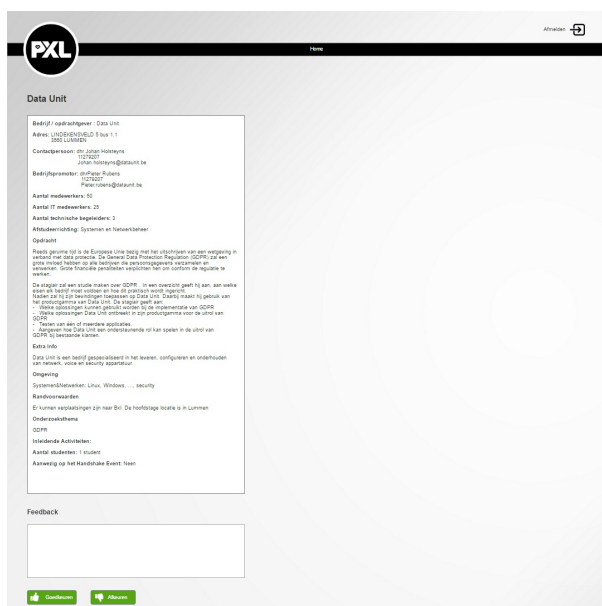 Afmelden
PXL
Home
Data Unit
Bedrijf / opdrachtgever : Data Unit
Adres: LINDEKENSVELD 5 bus 1.1
3560 LUMMEN
Contactpersoon: dhr Johan Holsteyns
11279207
Johan.holsteyns@dataunit.be
Bedrijfspromotor: dhrPieter Rubens
11279207
Pieter.rubens@dataunit.be
Aantal medewerkers: 50
Aantal IT medewerkers: 25
Aantal technische begeleiders: 3
Afstudeerrichting: Systemen en Netwerkbeheer
Opdracht
Reeds geruime tijd is de Europese Unie bezig met het uitschrijven van een wetgeving in
verband met data protectie. De General Data Protection Regulation (GDPR) zal een
grote invloed hebben op alle bedrijven die persoonsgegevens verzamelen en
verwerken. Grote financiële penaliteiten verplichten hen om conform de regulatie te
werken.
De stagiair zal een studie maken over GDPR . In een overzicht geeft hij aan, aan welke
eisen elk bedrijf moet voldoen en hoe dit praktisch wordt ingericht.
Nadien zal hij zijn bevindingen toepassen op Data Unit. Daarbij maakt hij gebruik van
het productgamma van Data Unit. De stagiair geeft aan:
- Welke oplossingen kunnen gebruikt worden bij de implementatie van GDPR
- Welke oplossingen Data Unit ontbreekt in zijn productgamma voor de uitrol van
GDPR
- Testen van één of meerdere applicaties.
- Aangeven hoe Data Unit een ondersteunende rol kan spelen in de uitrol van
GDPR bij bestaande klanten.
Extra Info
Data Unit is een bedrijf gespecialiseerd in het leveren, configureren en onderhouden
van netwerk, voice en security appartatuur.
Omgeving
Systemen&Netwerken: Linux, Windows, ..., security
Randvoorwaarden
Er kunnen verplaatsingen zijn naar Bxl. De hoofdstage locatie is in Lummen
Onderzoeksthema
GDPR
Inleidende Activiteiten:
Aantal studenten: 1 student
Aanwezig op het Handshake Event: Neen
Feedback
Goedkeuren
Afkeuren